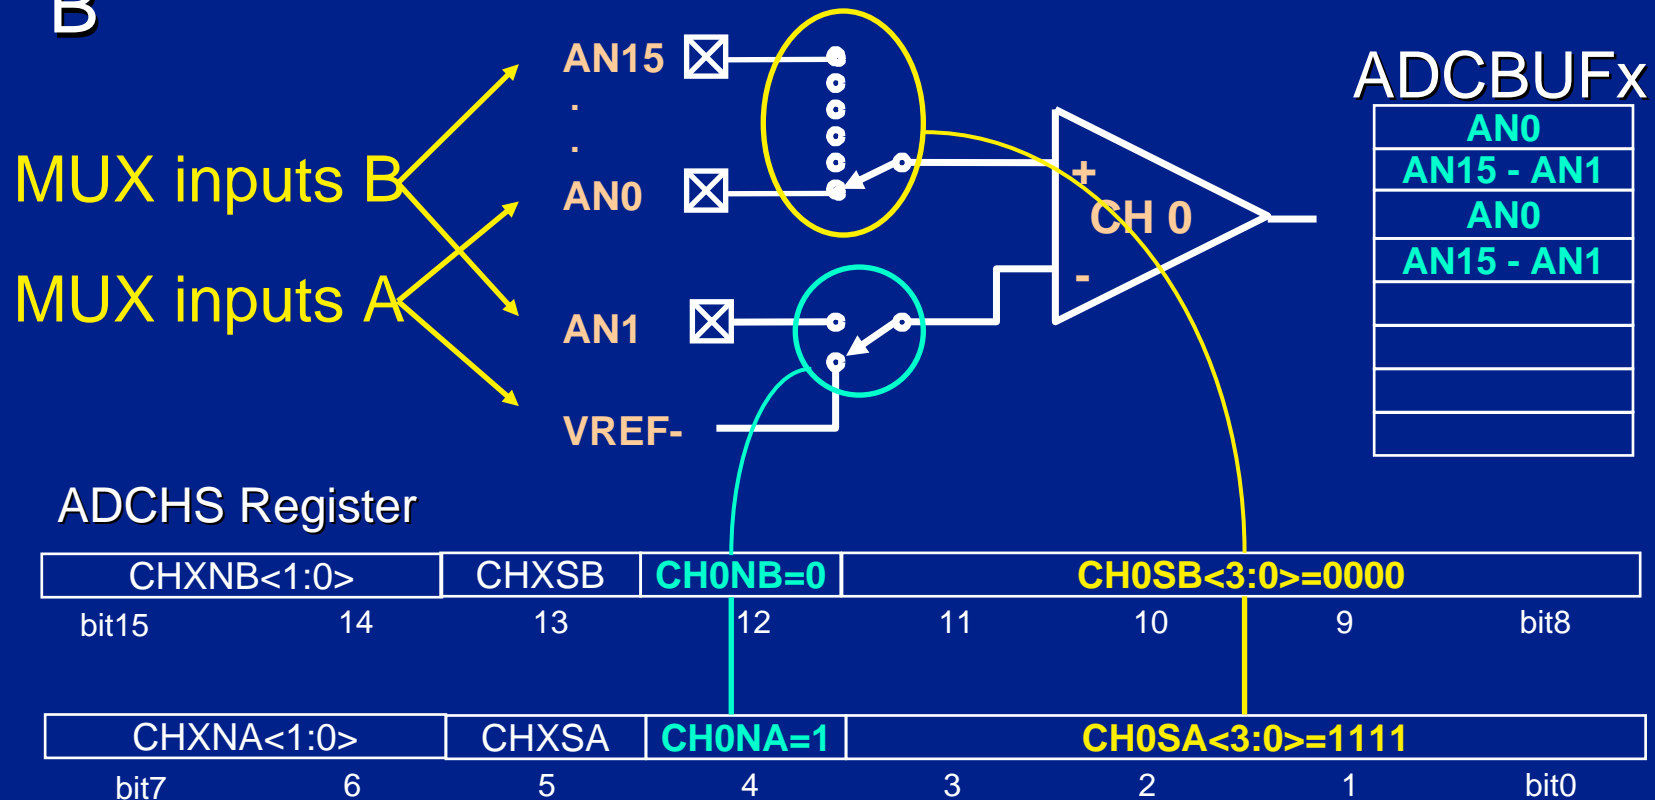 B
AN15
.
.
AN0
AN1
VREF-
MUX inputs B
MUX inputs A
+
CH 0
-
ADCBUFx
AN0
AN15 - AN1
AN0
AN15 - AN1
ADCHS Register
CHXNB<1:0> CHXSB CH0NB=0 CH0SB<3:0>=0000
bit15 14 13 12 11 10 9 bit8
CHXNA<1:0> CHXSA CH0NA=1 CH0SA<3:0>=1111
bit7 6 5 4 3 2 1 bit0